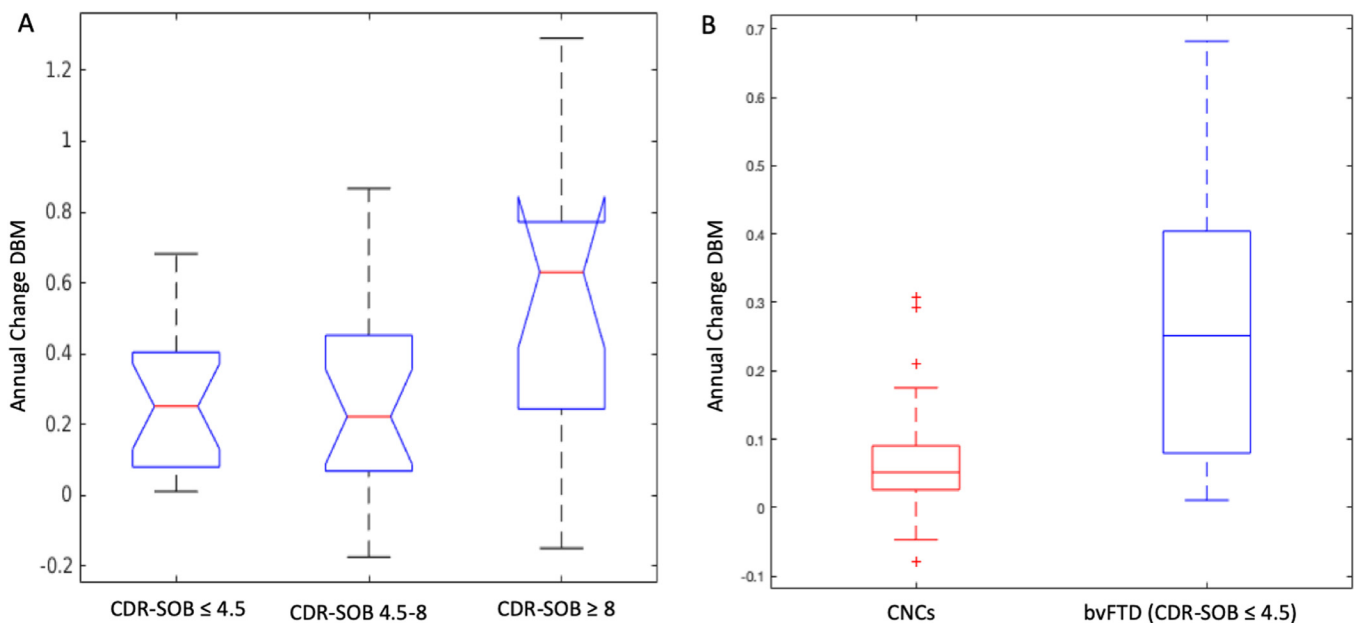 A
Annual Change DBM
1.2
1
0.8
0.6
0.4
0.2
0
-0.2
CDR-SOB ≤ 4.5
CDR-SOB 4.5-8
CDR-SOB ≥ 8
B
Annual Change DBM
0.7
0.6
0.5
0.4
0.3
0.2
0.1
0
-0.1
CNCs
bvFTD (CDR-SOB ≤ 4.5)